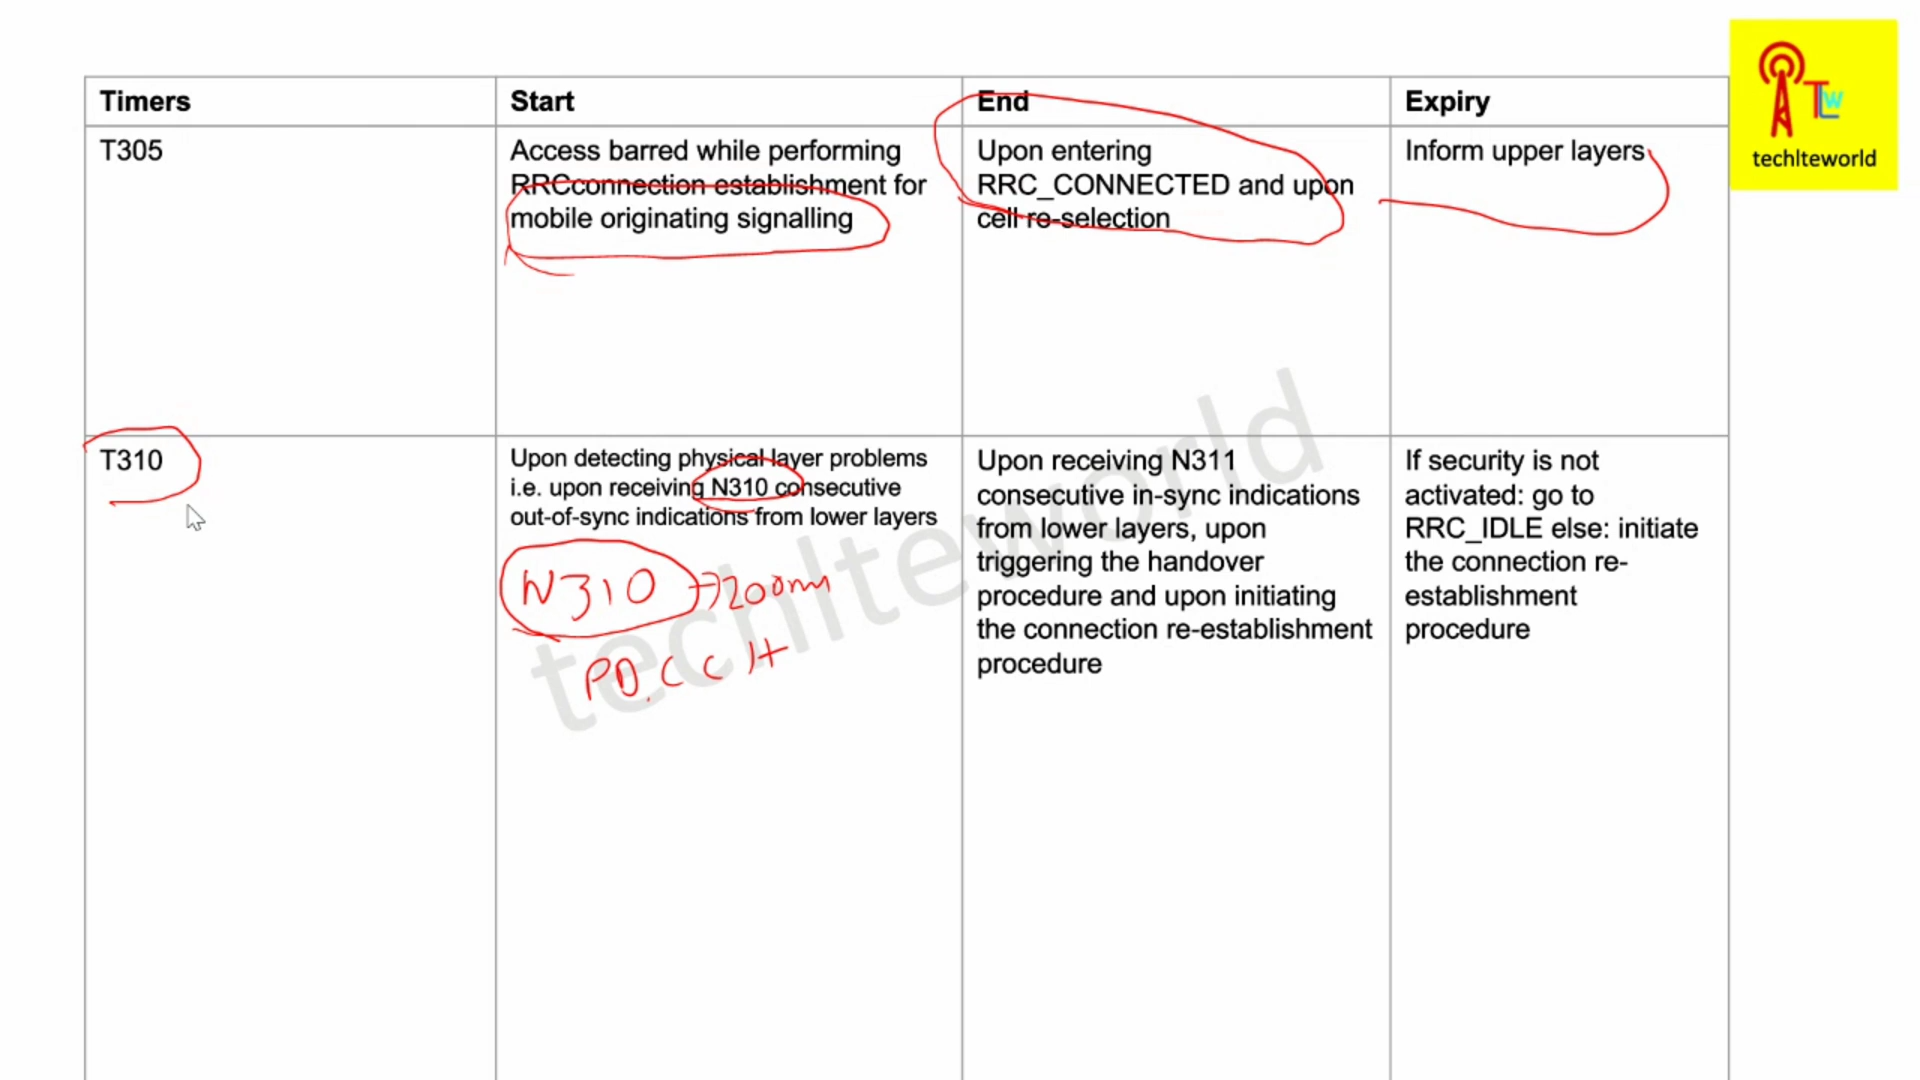 Timers
Start
End
Expiry
T305
Access barred while performing
RRCconnection establishment for
mobile originating signalling
Upon entering
RRC_CONNECTED and upon
cell re-selection
Inform upper layers
T310
Upon detecting physical layer problems
i.e. upon receiving N310 consecutive
out-of-sync indications from lower layers
N310 → 200m
PDCCH
Upon receiving N311
consecutive in-sync indications
from lower layers, upon
triggering the handover
procedure and upon initiating
the connection re-establishment
procedure
If security is not
activated: go to
RRC_IDLE else: initiate
the connection re-
establishment
procedure
techlteworld
TLw
techlteworld